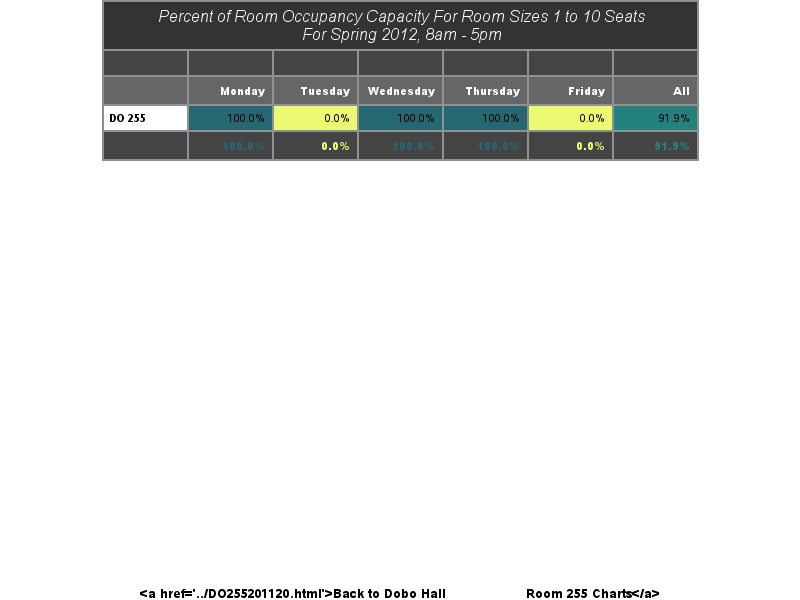 Percent of Room Occupancy Capacity For Room Sizes 1 to 10 Seats
For Spring 2012, 8am - 5pm
Monday Tuesday Wednesday Thursday Friday All
DO 255 100.0% 0.0% 100.0% 100.0% 0.0% 91.9%
100.0% 0.0% 100.0% 100.0% 0.0% 91.9%
<a href='../DO255201120.html'>Back to Dobo Hall Room 255 Charts</a>